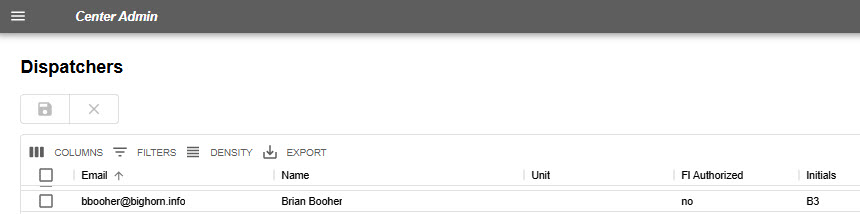 Center Admin
Dispatchers
COLUMNS FILTERS DENSITY EXPORT
Email Name Unit FI Authorized Initials
bbooher@bighorn.info Brian Booher no B3